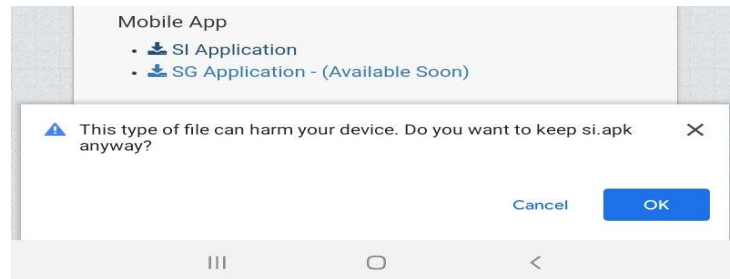 Mobile App
SI Application
SG Application - (Available Soon)
This type of file can harm your device. Do you want to keep si.apk
anyway?
Cancel
OK